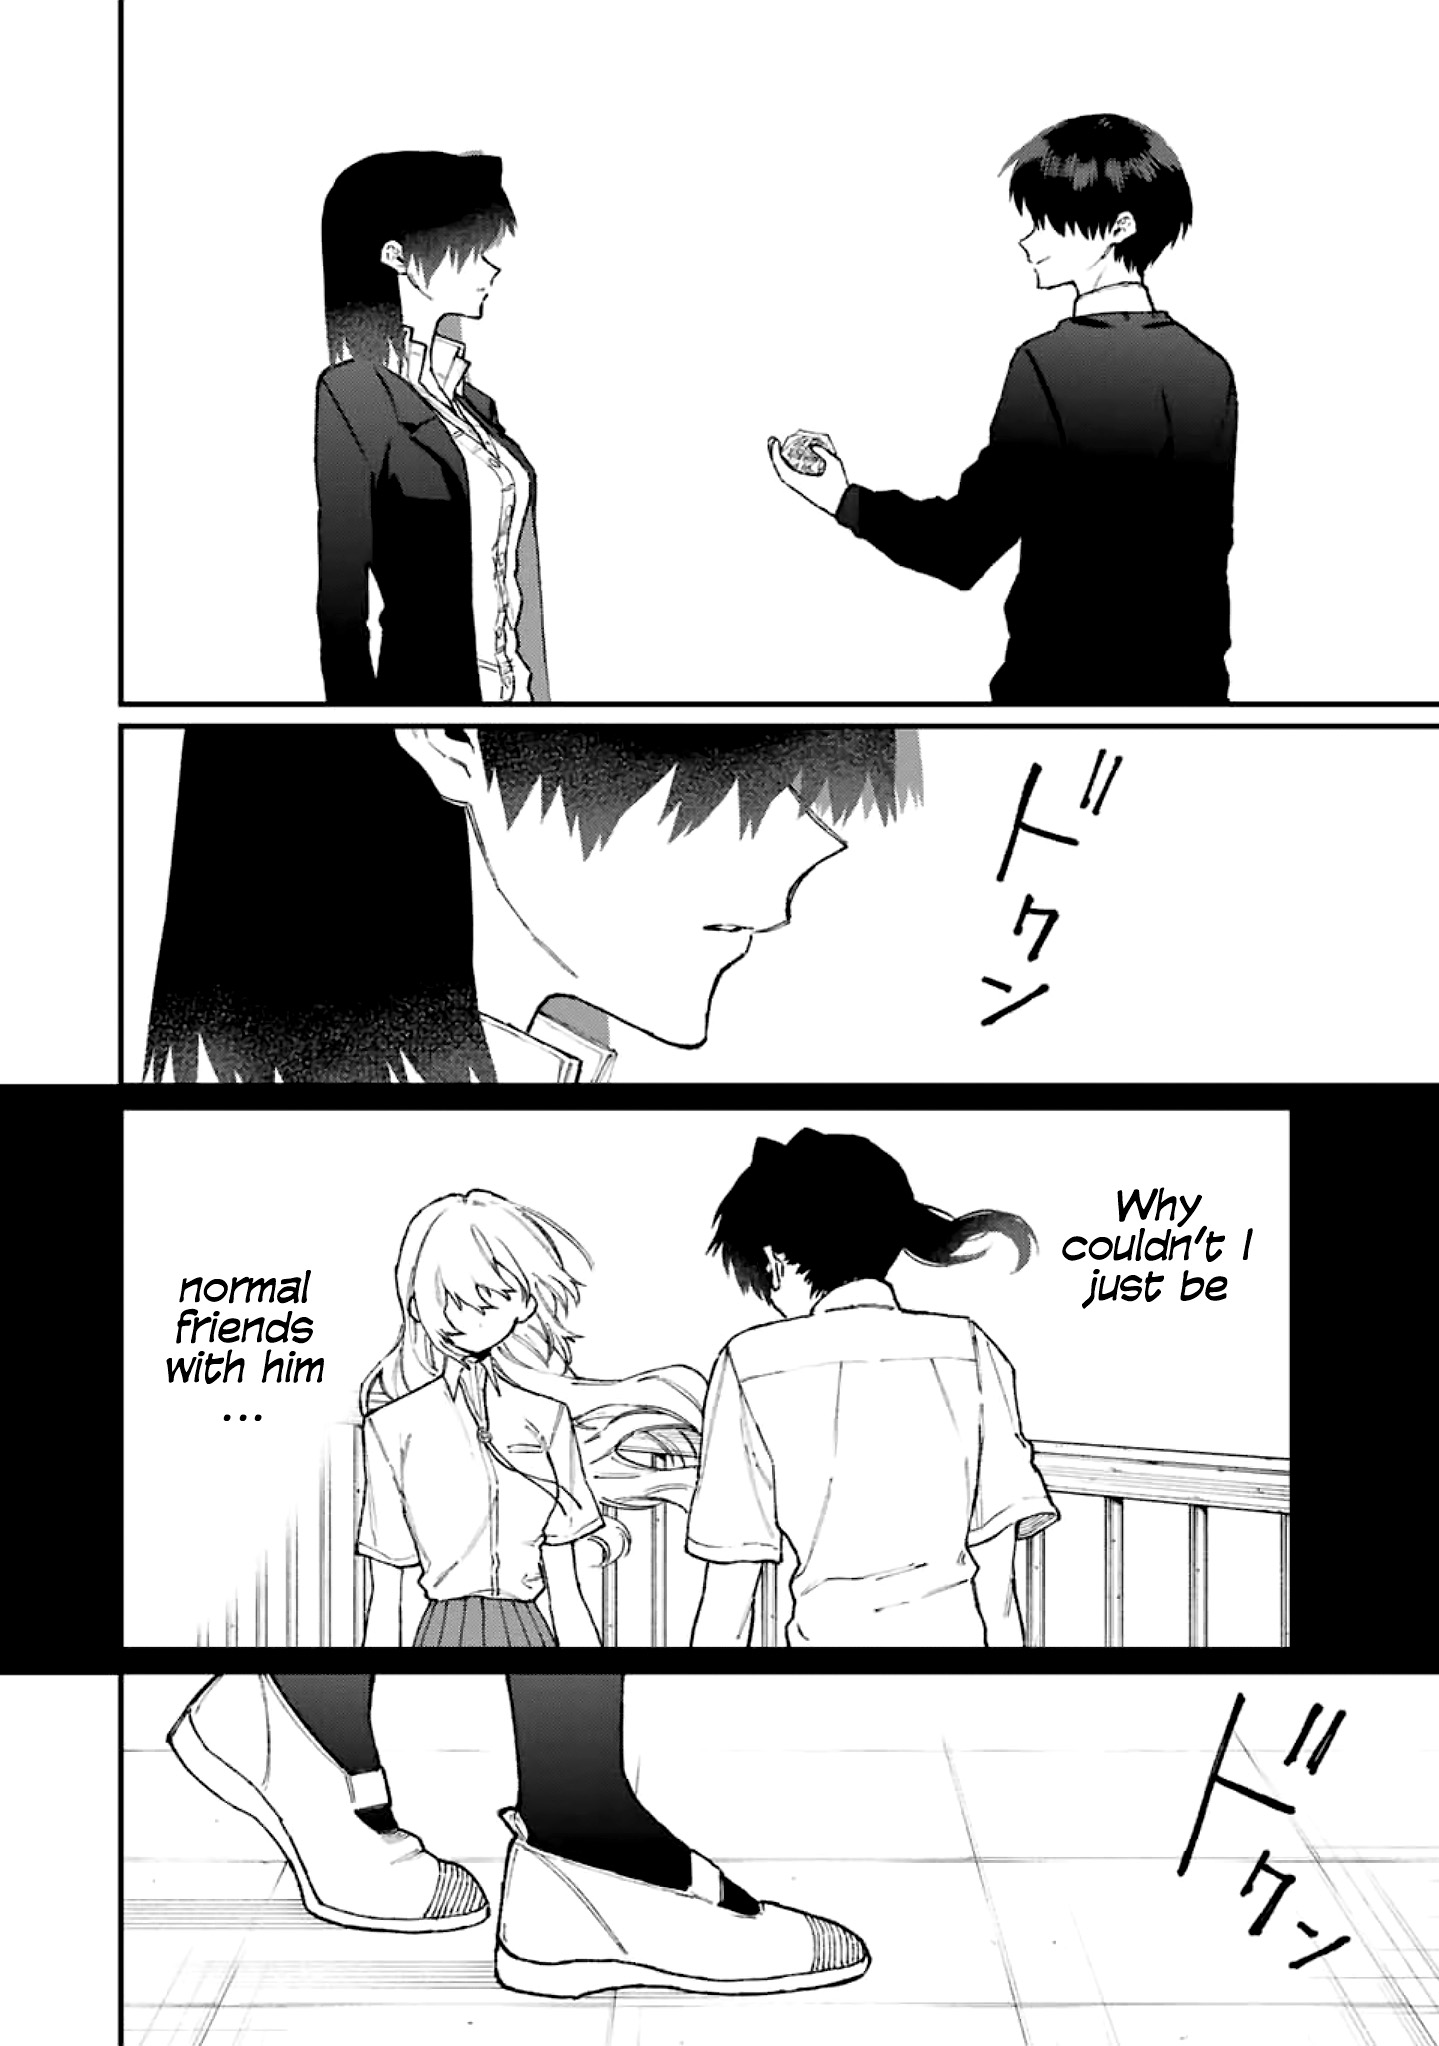 ドクン
Why
couldn't I
just be
normal
friends
with him
...
ドクン